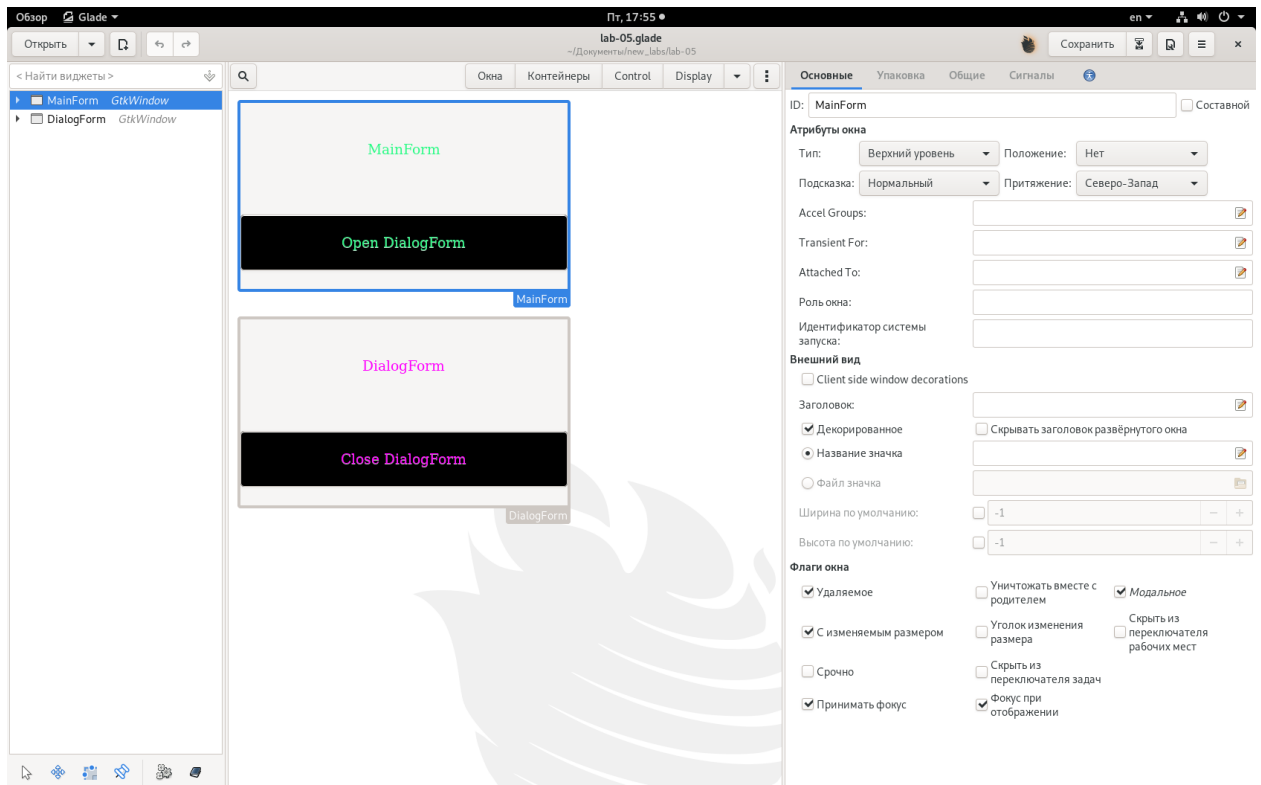 Обзор Glade Пт, 17:55 en
Открыть lab-05.glade Сохранить
~/Документы/new_labs/lab-05
< Найти виджеты >
MainForm GtkWindow
DialogForm GtkWindow
Окна Контейнеры Control Display
MainForm
Open DialogForm
MainForm
DialogForm
Close DialogForm
DialogForm
Основные Упаковка Общие Сигналы
ID: MainForm Составной
Атрибуты окна
Тип: Верхний уровень Положение: Нет
Подсказка: Нормальный Притяжение: Северо-Запад
Accel Groups:
Transient For:
Attached To:
Роль окна:
Идентификатор системы
запуска:
Внешний вид
Client side window decorations
Заголовок:
Декорированное Скрывать заголовок развёрнутого окна
Название значка
Файл значка
Ширина по умолчанию: -1
Высота по умолчанию: -1
Флаги окна
Удаляемое Уничтожать вместе с
родителем Модальное
С изменяемым размером Уголок изменения
размера Скрыть из
переключателя
рабочих мест
Срочно Скрыть из
переключателя задач
Принимать фокус Фокус при
отображении